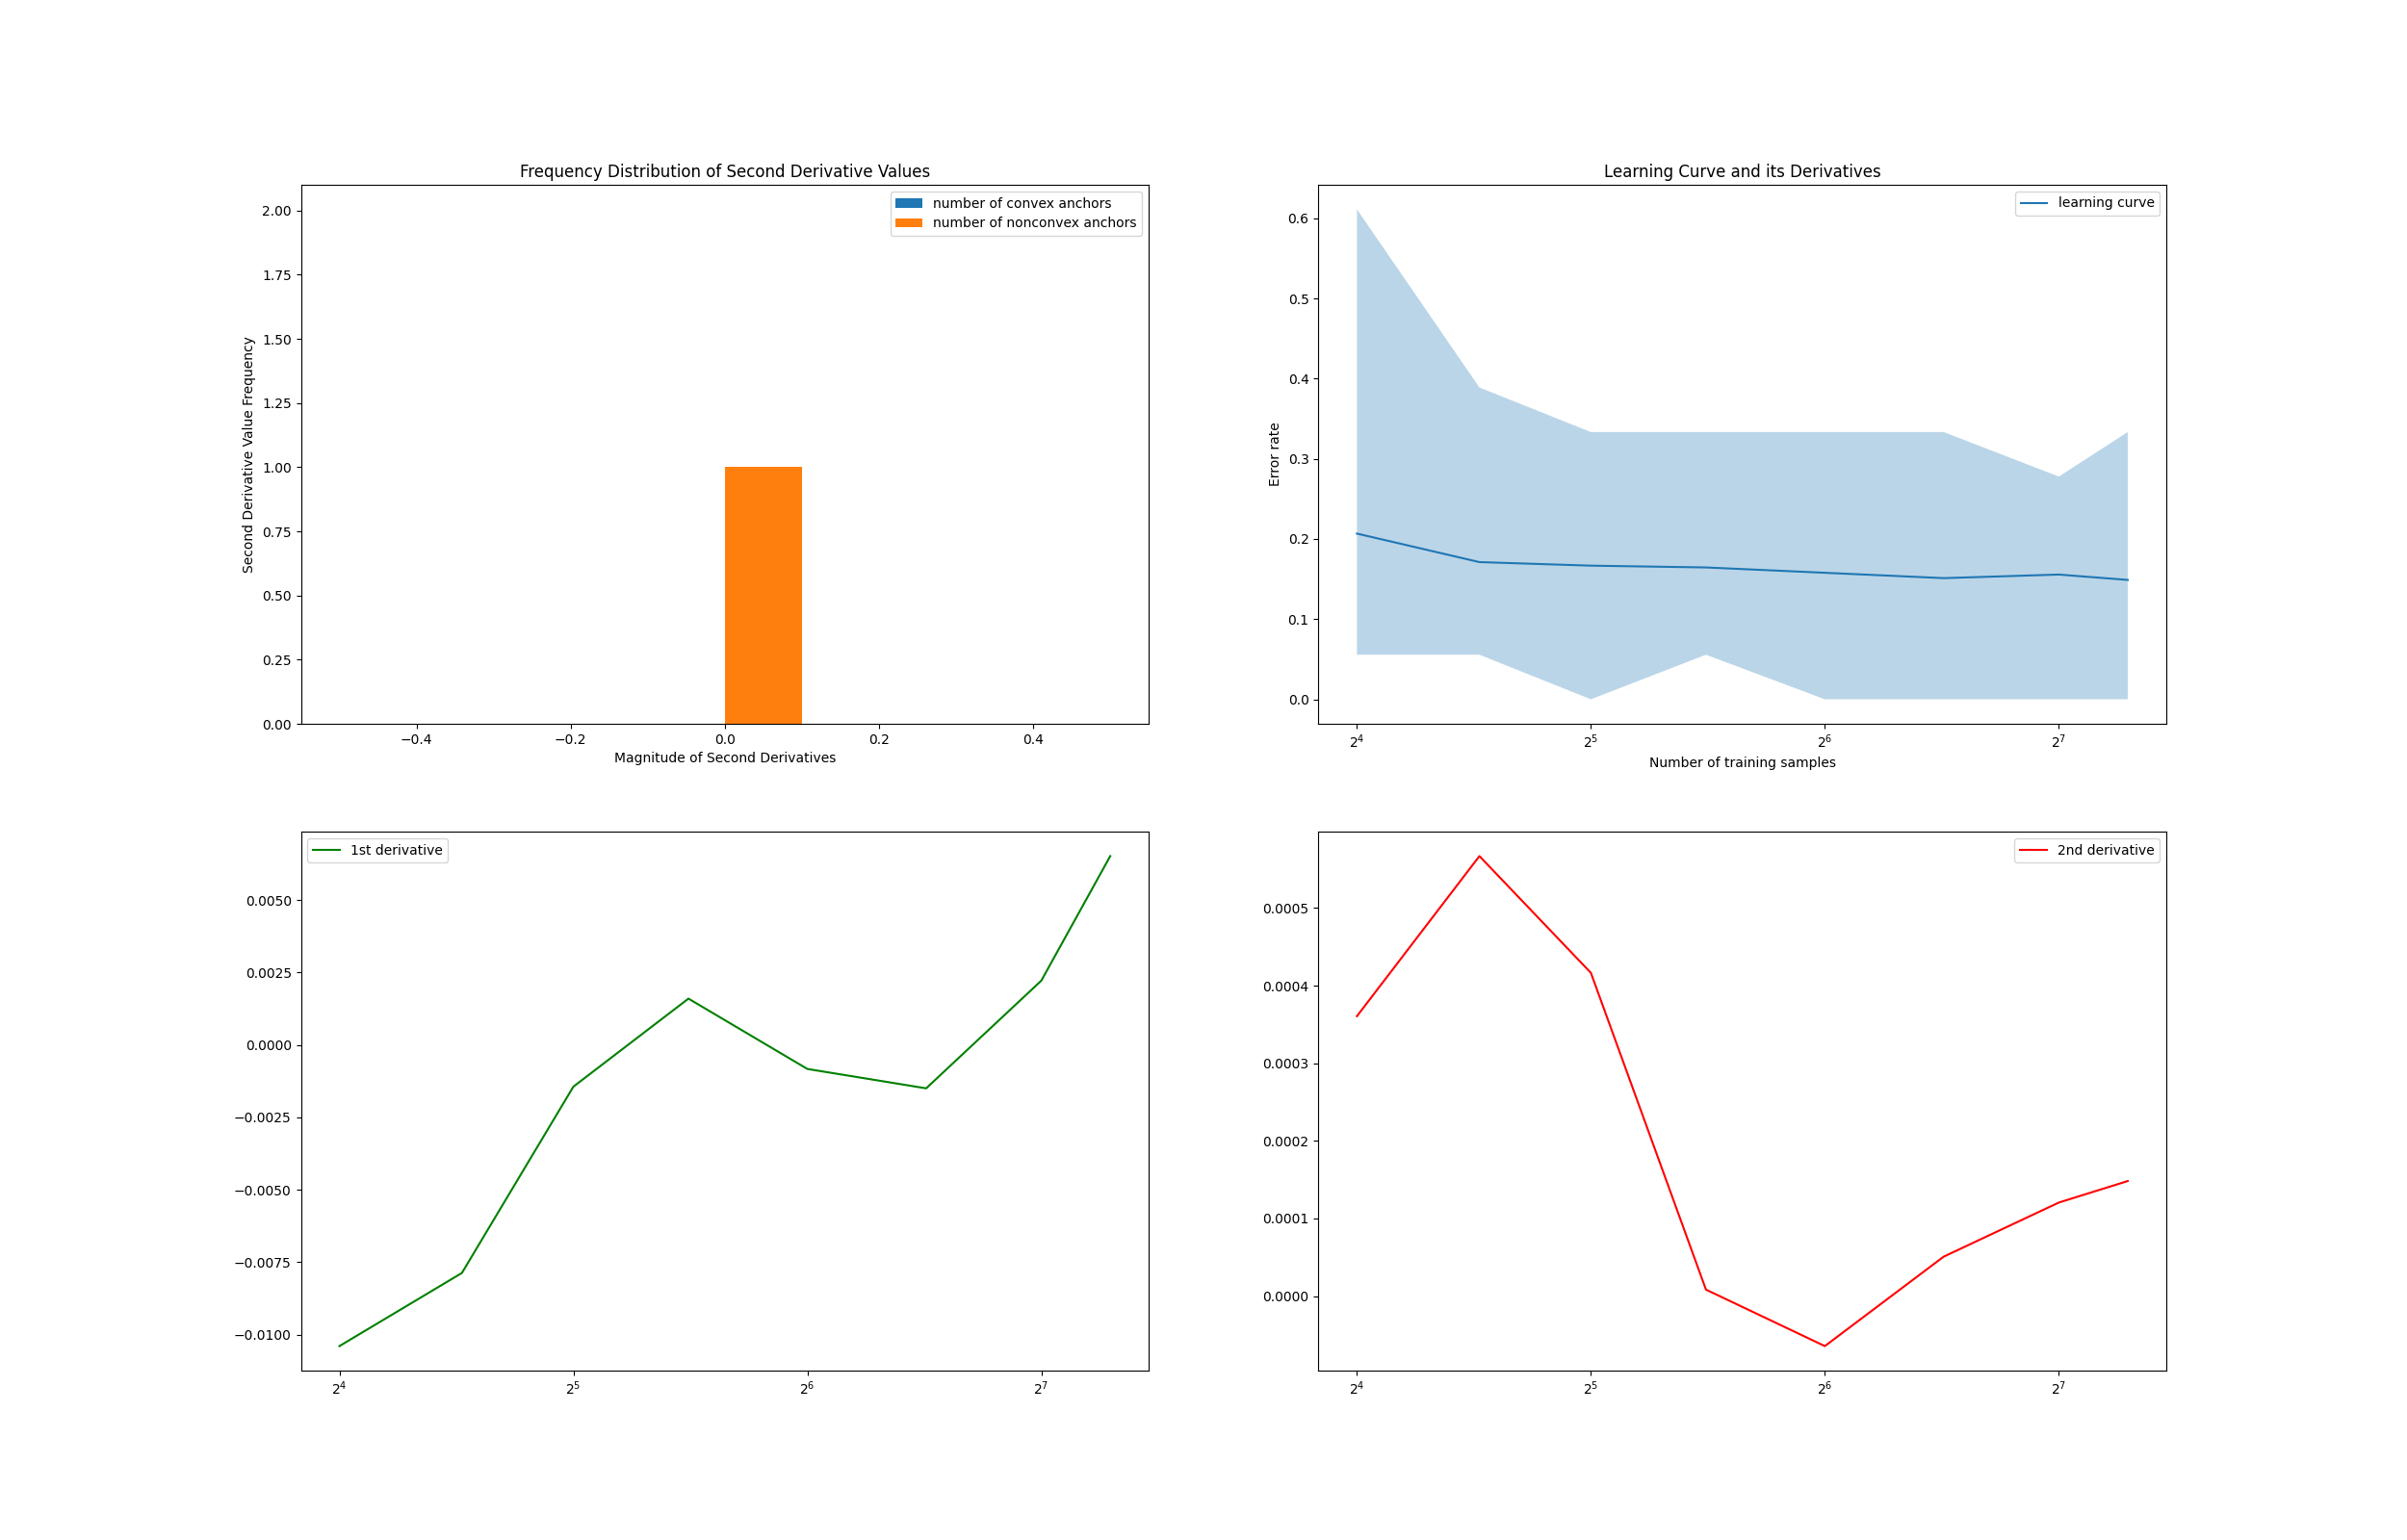 Frequency Distribution of Second Derivative Values
number of convex anchors
number of nonconvex anchors
Second Derivative Value Frequency
2.00
1.75
1.50
1.25
1.00
0.75
0.50
0.25
0.00
−0.4 −0.2 0.0 0.2 0.4
Magnitude of Second Derivatives
Learning Curve and its Derivatives
learning curve
Error rate
0.6
0.5
0.4
0.3
0.2
0.1
0.0
2⁴ 2⁵ 2⁶ 2⁷
Number of training samples
1st derivative
0.0050
0.0025
0.0000
−0.0025
−0.0050
−0.0075
−0.0100
2⁴ 2⁵ 2⁶ 2⁷
2nd derivative
0.0005
0.0004
0.0003
0.0002
0.0001
0.0000
2⁴ 2⁵ 2⁶ 2⁷